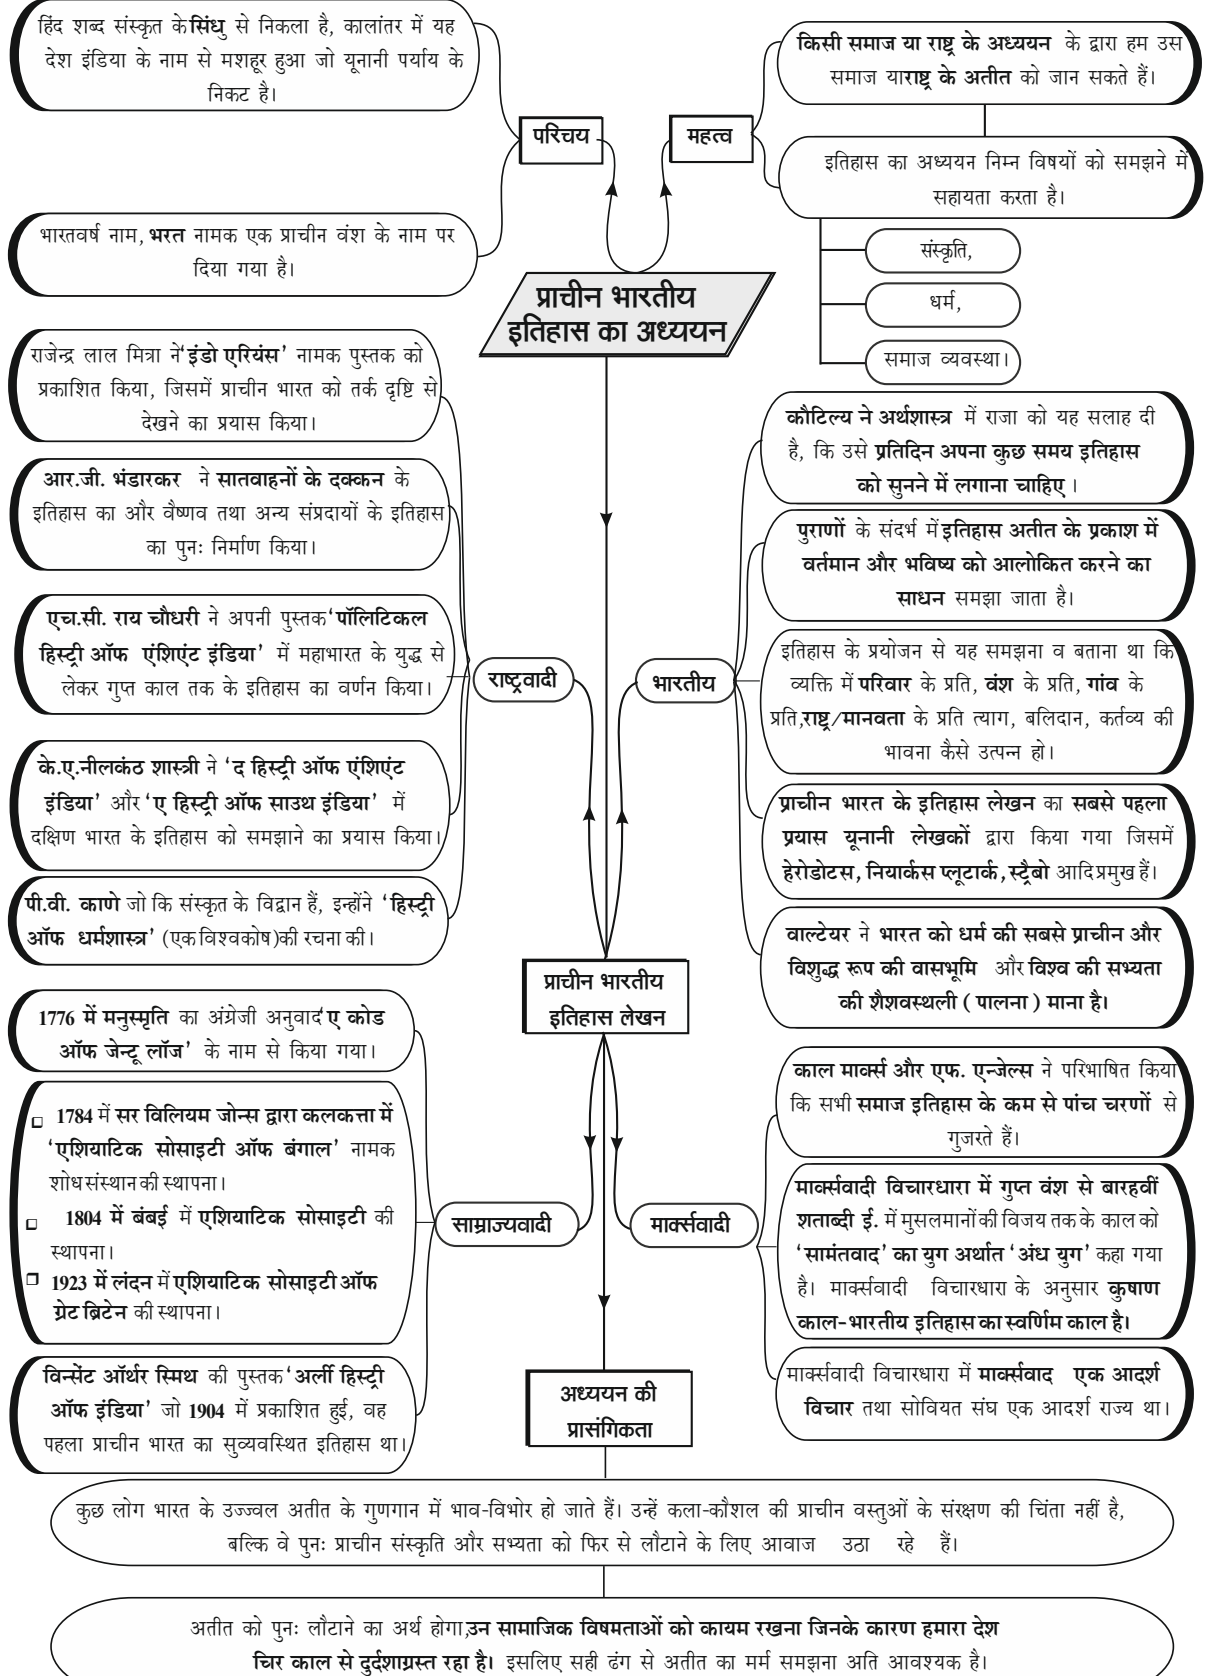 हिंद शब्द संस्कृत के सिंधु से निकला है, कालांतर में यह
देश इंडिया के नाम से मशहूर हुआ जो यूनानी पर्याय के
निकट है।
परिचय
भारतवर्ष नाम, भरत नामक एक प्राचीन वंश के नाम पर
दिया गया है।
महत्व
किसी समाज या राष्ट्र के अध्ययन के द्वारा हम उस
समाज या राष्ट्र के अतीत को जान सकते हैं।
इतिहास का अध्ययन निम्न विषयों को समझने में
सहायता करता है।
संस्कृति,
धर्म,
समाज व्यवस्था।
प्राचीन भारतीय
इतिहास का अध्ययन
राजेन्द्र लाल मित्रा ने 'इंडो एरियंस' नामक पुस्तक को
प्रकाशित किया, जिसमें प्राचीन भारत को तर्क दृष्टि से
देखने का प्रयास किया।
आर.जी. भंडारकर ने सातवाहनों के दक्कन के
इतिहास का और वैष्णव तथा अन्य संप्रदायों के इतिहास
का पुनः निर्माण किया।
एच.सी. राय चौधरी ने अपनी पुस्तक 'पॉलिटिकल
हिस्ट्री ऑफ एंशिएंट इंडिया' में महाभारत के युद्ध से
लेकर गुप्त काल तक के इतिहास का वर्णन किया।
के.ए.नीलकंठ शास्त्री ने 'द हिस्ट्री ऑफ एंशिएंट
इंडिया' और 'ए हिस्ट्री ऑफ साउथ इंडिया' में
दक्षिण भारत के इतिहास को समझाने का प्रयास किया।
पी.वी. काणे जो कि संस्कृत के विद्वान हैं, इन्होंने 'हिस्ट्री
ऑफ धर्मशास्त्र' (एक विश्वकोष)की रचना की।
राष्ट्रवादी
भारतीय
कौटिल्य ने अर्थशास्त्र में राजा को यह सलाह दी
है, कि उसे प्रतिदिन अपना कुछ समय इतिहास
को सुनने में लगाना चाहिए ।
पुराणों के संदर्भ में इतिहास अतीत के प्रकाश में
वर्तमान और भविष्य को आलोकित करने का
साधन समझा जाता है।
इतिहास के प्रयोजन से यह समझना व बताना था कि
व्यक्ति में परिवार के प्रति, वंश के प्रति, गांव के
प्रति, राष्ट्र/मानवता के प्रति त्याग, बलिदान, कर्तव्य की
भावना कैसे उत्पन्न हो।
प्राचीन भारत के इतिहास लेखन का सबसे पहला
प्रयास यूनानी लेखकों द्वारा किया गया जिसमें
हेरोडोटस, नियार्कस प्लूटार्क, स्ट्रैबो आदि प्रमुख हैं।
वाल्टेयर ने भारत को धर्म की सबसे प्राचीन और
विशुद्ध रूप की वासभूमि और विश्व की सभ्यता
की शैशवस्थली ( पालना ) माना है।
प्राचीन भारतीय
इतिहास लेखन
1776 में मनुस्मृति का अंग्रेजी अनुवाद 'ए कोड
ऑफ जेन्टू लॉज' के नाम से किया गया।
1784 में सर विलियम जोन्स द्वारा कलकत्ता में
'एशियाटिक सोसाइटी ऑफ बंगाल' नामक
शोध संस्थान की स्थापना।
1804 में बंबई में एशियाटिक सोसाइटी की
स्थापना।
1923 में लंदन में एशियाटिक सोसाइटी ऑफ
ग्रेट ब्रिटेन की स्थापना।
विन्सेंट ऑर्थर स्मिथ की पुस्तक 'अर्ली हिस्ट्री
ऑफ इंडिया' जो 1904 में प्रकाशित हुई, वह
पहला प्राचीन भारत का सुव्यवस्थित इतिहास था।
साम्राज्यवादी
मार्क्सवादी
काल मार्क्स और एफ. एन्जेल्स ने परिभाषित किया
कि सभी समाज इतिहास के कम से पांच चरणों से
गुजरते हैं।
मार्क्सवादी विचारधारा में गुप्त वंश से बारहवीं
शताब्दी ई. में मुसलमानों की विजय तक के काल को
'सामंतवाद' का युग अर्थात 'अंध युग' कहा गया
है। मार्क्सवादी विचारधारा के अनुसार कुषाण
काल-भारतीय इतिहास का स्वर्णिम काल है।
मार्क्सवादी विचारधारा में मार्क्सवाद एक आदर्श
विचार तथा सोवियत संघ एक आदर्श राज्य था।
अध्ययन की
प्रासंगिकता
कुछ लोग भारत के उज्ज्वल अतीत के गुणगान में भाव-विभोर हो जाते हैं। उन्हें कला-कौशल की प्राचीन वस्तुओं के संरक्षण की चिंता नहीं है,
बल्कि वे पुनः प्राचीन संस्कृति और सभ्यता को फिर से लौटाने के लिए आवाज उठा रहे हैं।
अतीत को पुनः लौटाने का अर्थ होगा, उन सामाजिक विषमताओं को कायम रखना जिनके कारण हमारा देश
चिर काल से दुर्दशाग्रस्त रहा है। इसलिए सही ढंग से अतीत का मर्म समझना अति आवश्यक है।